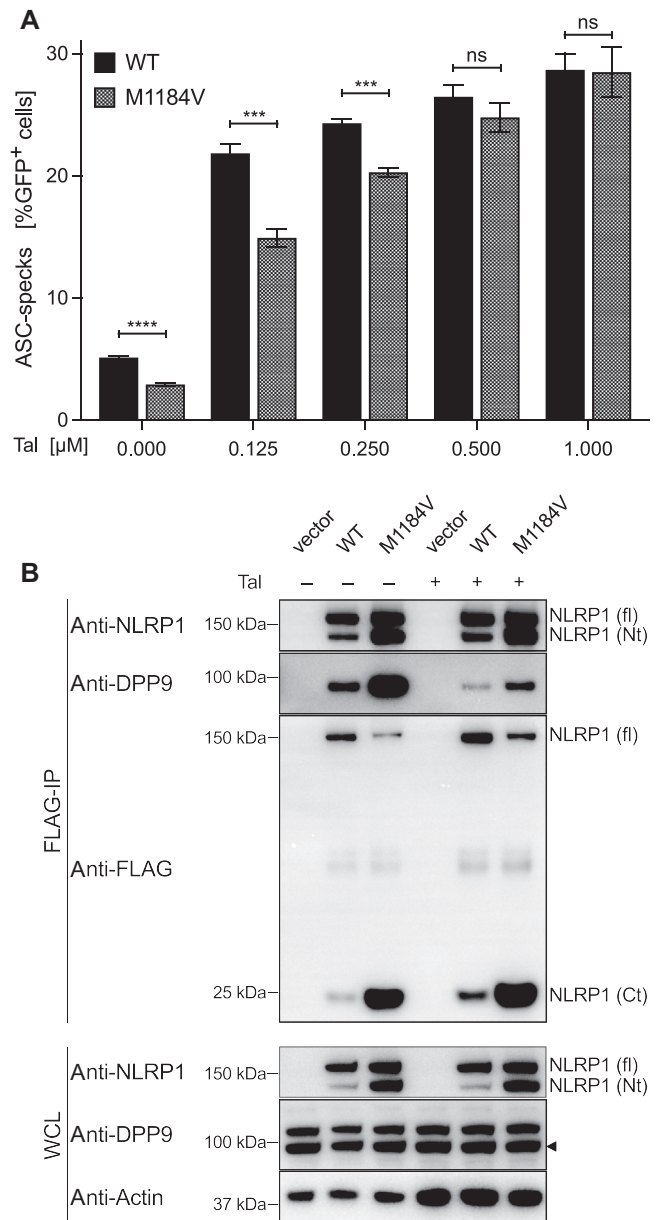 A
ASC-specks [%GFP+ cells]
30
20
10
0
WT
M1184V
****
***
***
ns
ns
Tal [µM] 0.000 0.125 0.250 0.500 1.000
B
vector WT M1184V vector WT M1184V
Tal – – – + + +
FLAG-IP
Anti-NLRP1 150 kDa NLRP1 (fl)
NLRP1 (Nt)
Anti-DPP9 100 kDa
150 kDa NLRP1 (fl)
Anti-FLAG
25 kDa NLRP1 (Ct)
WCL
Anti-NLRP1 150 kDa NLRP1 (fl)
NLRP1 (Nt)
Anti-DPP9 100 kDa
Anti-Actin 37 kDa